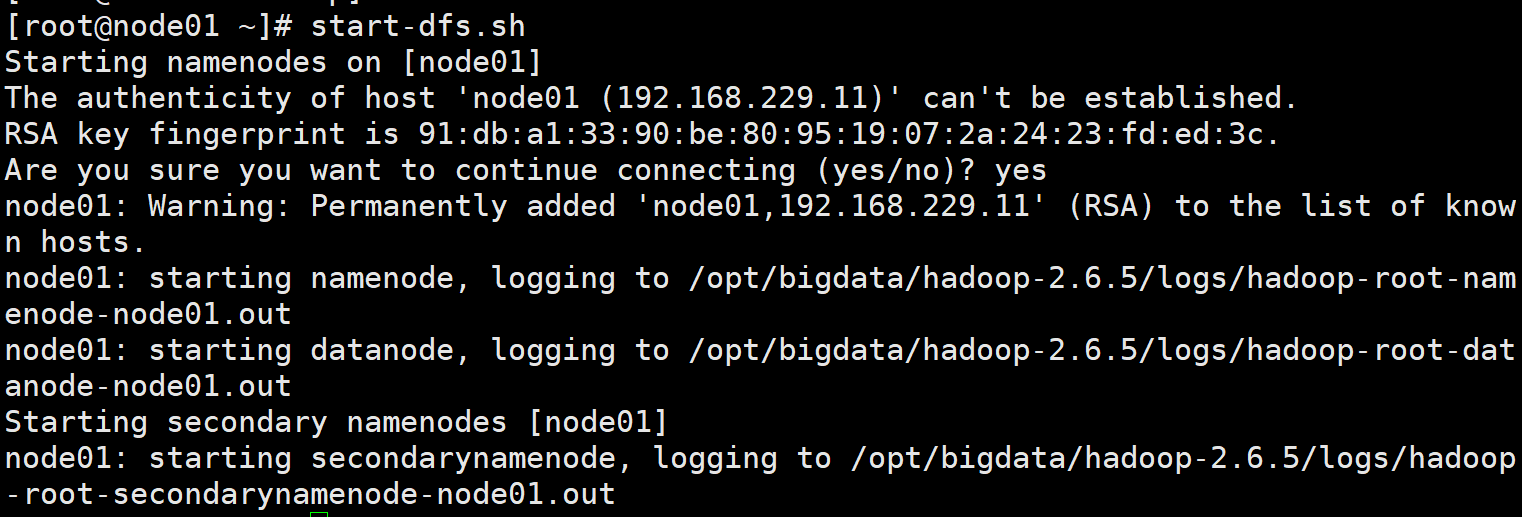 [root@node01 ~]# start-dfs.sh
Starting namenodes on [node01]
The authenticity of host 'node01 (192.168.229.11)' can't be established.
RSA key fingerprint is 91:db:a1:33:90:be:80:95:19:07:2a:24:23:fd:ed:3c.
Are you sure you want to continue connecting (yes/no)? yes
node01: Warning: Permanently added 'node01,192.168.229.11' (RSA) to the list of know
n hosts.
node01: starting namenode, logging to /opt/bigdata/hadoop-2.6.5/logs/hadoop-root-nam
enode-node01.out
node01: starting datanode, logging to /opt/bigdata/hadoop-2.6.5/logs/hadoop-root-dat
anode-node01.out
Starting secondary namenodes [node01]
node01: starting secondarynamenode, logging to /opt/bigdata/hadoop-2.6.5/logs/hadoop
-root-secondarynamenode-node01.out